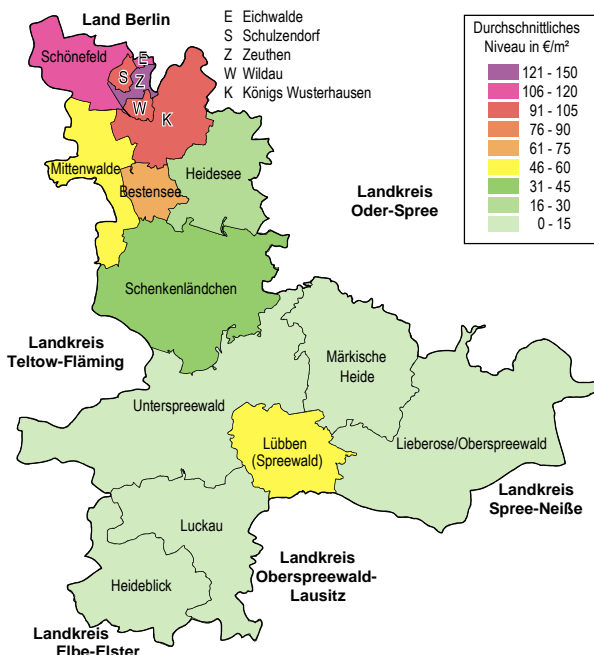 Land Berlin
E Eichwalde
S Schulzendorf
Z Zeuthen
W Wildau
K Königs Wusterhausen
Durchschnittliches
Niveau in €/m²
121 - 150
106 - 120
91 - 105
76 - 90
61 - 75
46 - 60
31 - 45
16 - 30
0 - 15
Schönefeld
E
S
Z
W
K
Mittenwalde
Bestensee
Heidesee
Landkreis
Oder-Spree
Schenkenländchen
Landkreis
Teltow-Fläming
Märkische
Heide
Unterspreewald
Lübben
(Spreewald)
Lieberose/Oberspreewald
Landkreis
Spree-Neiße
Luckau
Landkreis
Oberspreewald-
Lausitz
Heideblick
Landkreis
Elbe-Elster